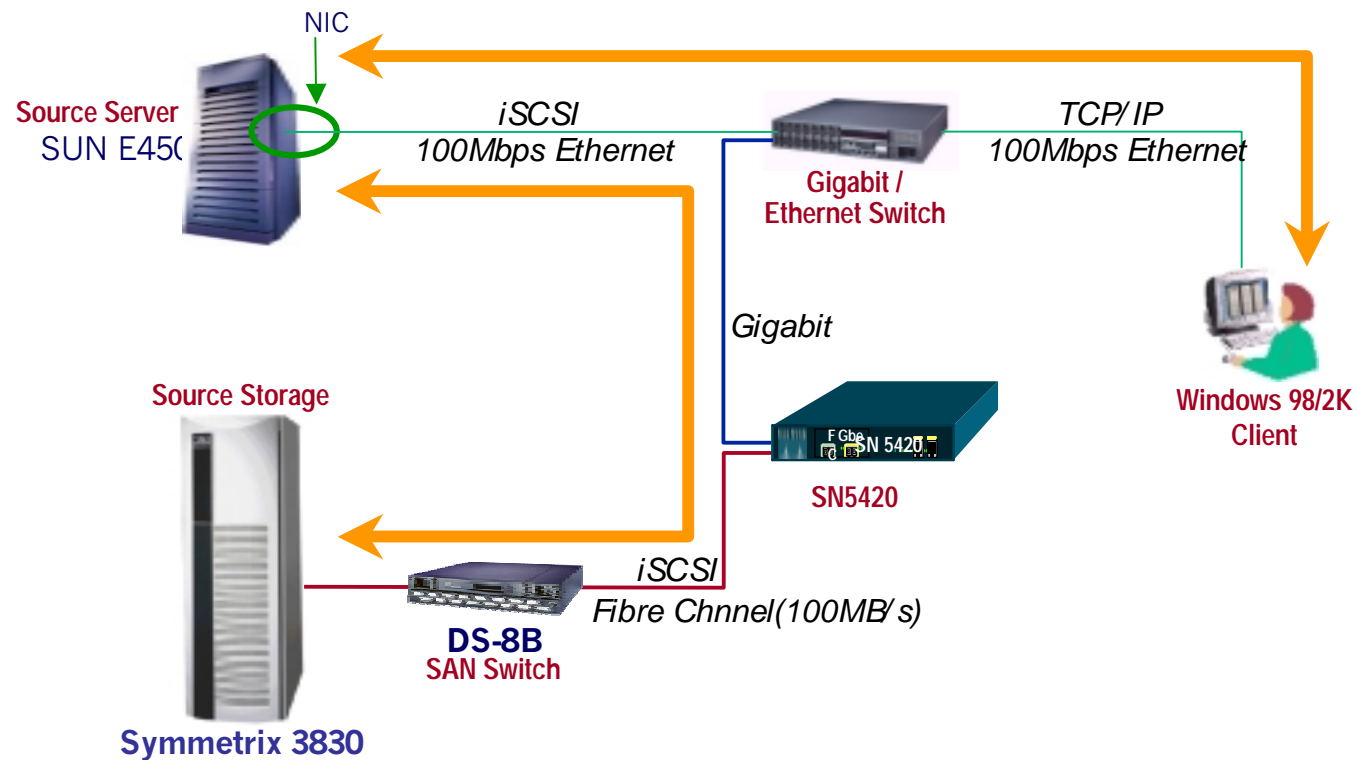 NIC
Source Server
SUN E450
iSCSI
100Mbps Ethernet
TCP/IP
100Mbps Ethernet
Gigabit /
Ethernet Switch
Gigabit
Windows 98/2K
Client
Source Storage
F Gbe
C
SN 5420
SN5420
iSCSI
Fibre Chnnel(100MB/s)
DS-8B
SAN Switch
Symmetrix 3830